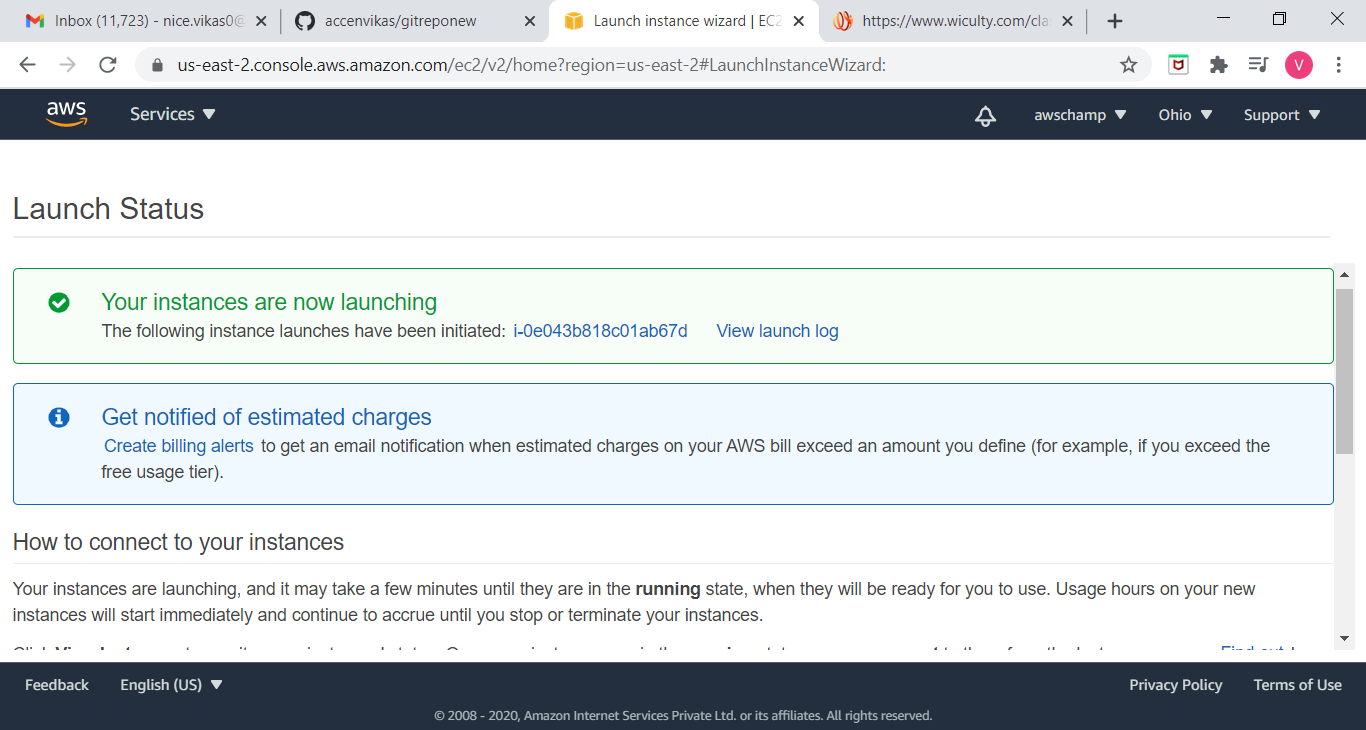 Inbox (11,723) - nice.vikas0@
accenvikas/gitreponew
Launch instance wizard | EC2
https://www.wiculty.com/cla
us-east-2.console.aws.amazon.com/ec2/v2/home?region=us-east-2#LaunchInstanceWizard:
V
aws
Services
awschamp
Ohio
Support
Launch Status
Your instances are now launching
The following instance launches have been initiated: i-0e043b818c01ab67d View launch log
Get notified of estimated charges
Create billing alerts to get an email notification when estimated charges on your AWS bill exceed an amount you define (for example, if you exceed the
free usage tier).
How to connect to your instances
Your instances are launching, and it may take a few minutes until they are in the running state, when they will be ready for you to use. Usage hours on your new
instances will start immediately and continue to accrue until you stop or terminate your instances.
Feedback
English (US)
Privacy Policy
Terms of Use
© 2008 - 2020, Amazon Internet Services Private Ltd. or its affiliates. All rights reserved.